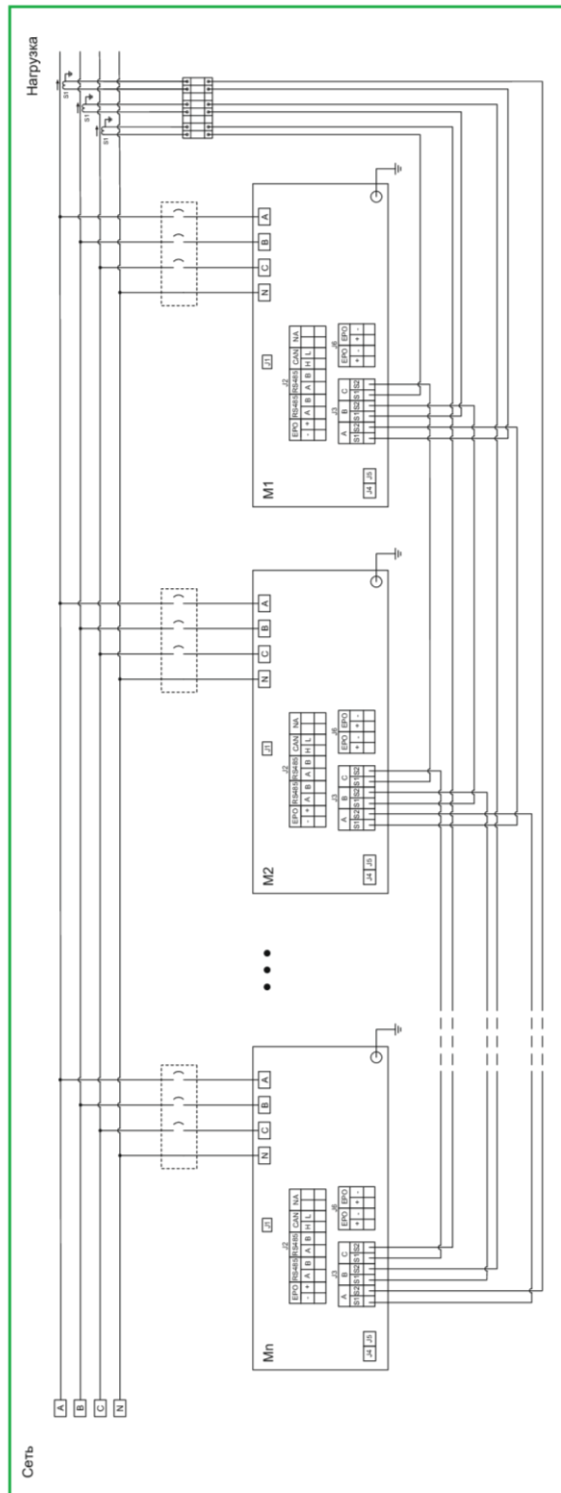 Сеть
Нагрузка
A
B
C
N
S1
S1
S1
N C B A
Mn
J1
J2
EPO RS485 RS485 CAN NA
- + A B A B H L
J3
A B C
S1 S2 S1 S2 S1 S2
J6
EPO EPO
+ - + -
J4 J5
N C B A
M2
J1
J2
EPO RS485 RS485 CAN NA
- + A B A B H L
J3
A B C
S1 S2 S1 S2 S1 S2
J6
EPO EPO
+ - + -
J4 J5
N C B A
M1
J1
J2
EPO RS485 RS485 CAN NA
- + A B A B H L
J3
A B C
S1 S2 S1 S2 S1 S2
J6
EPO EPO
+ - + -
J4 J5